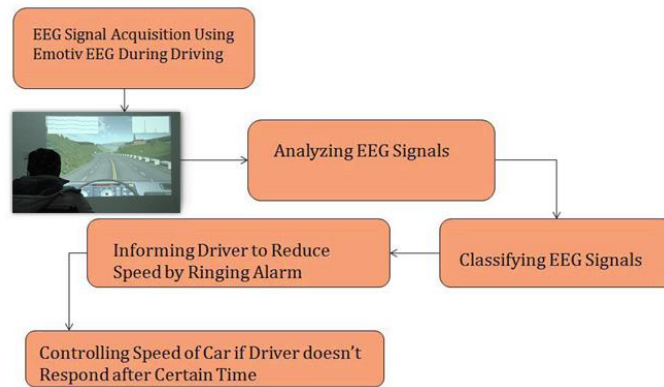 EEG Signal Acquisition Using
Emotiv EEG During Driving
Analyzing EEG Signals
Classifying EEG Signals
Informing Driver to Reduce
Speed by Ringing Alarm
Controlling Speed of Car if Driver doesn't
Respond after Certain Time